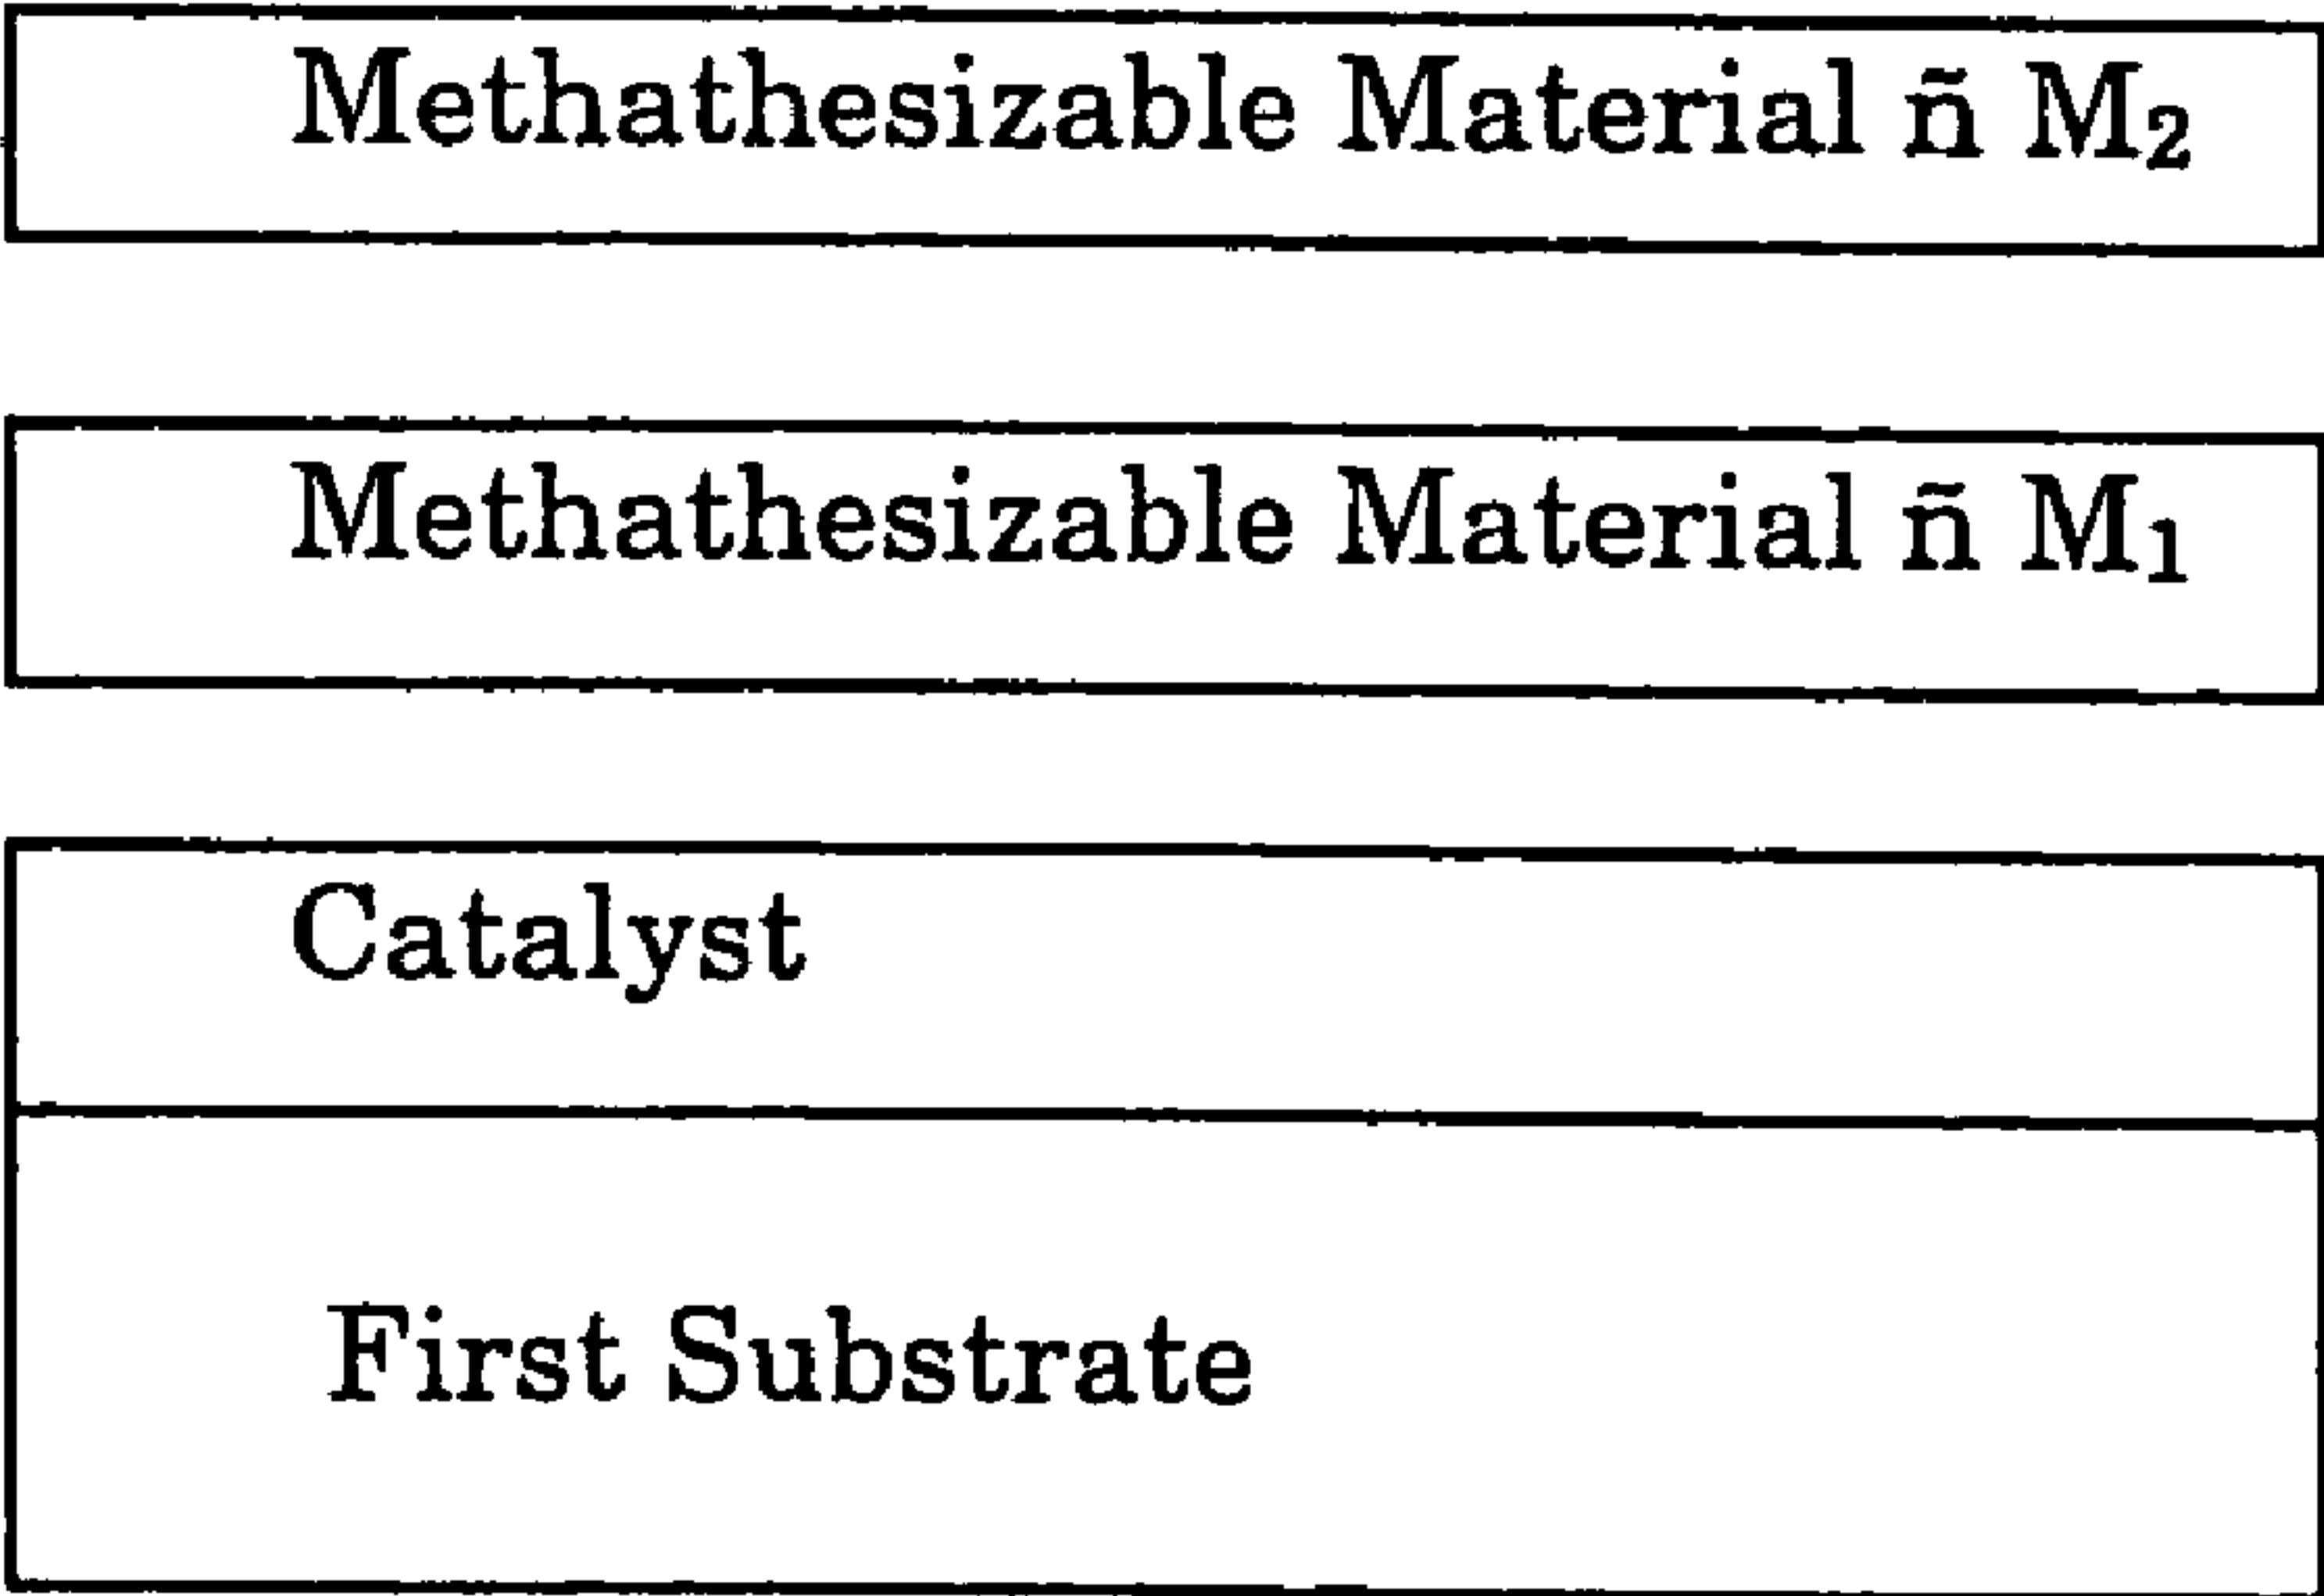 Methathesizable Material ñ M₂
Methathesizable Material ñ M₁
Catalyst
First Substrate